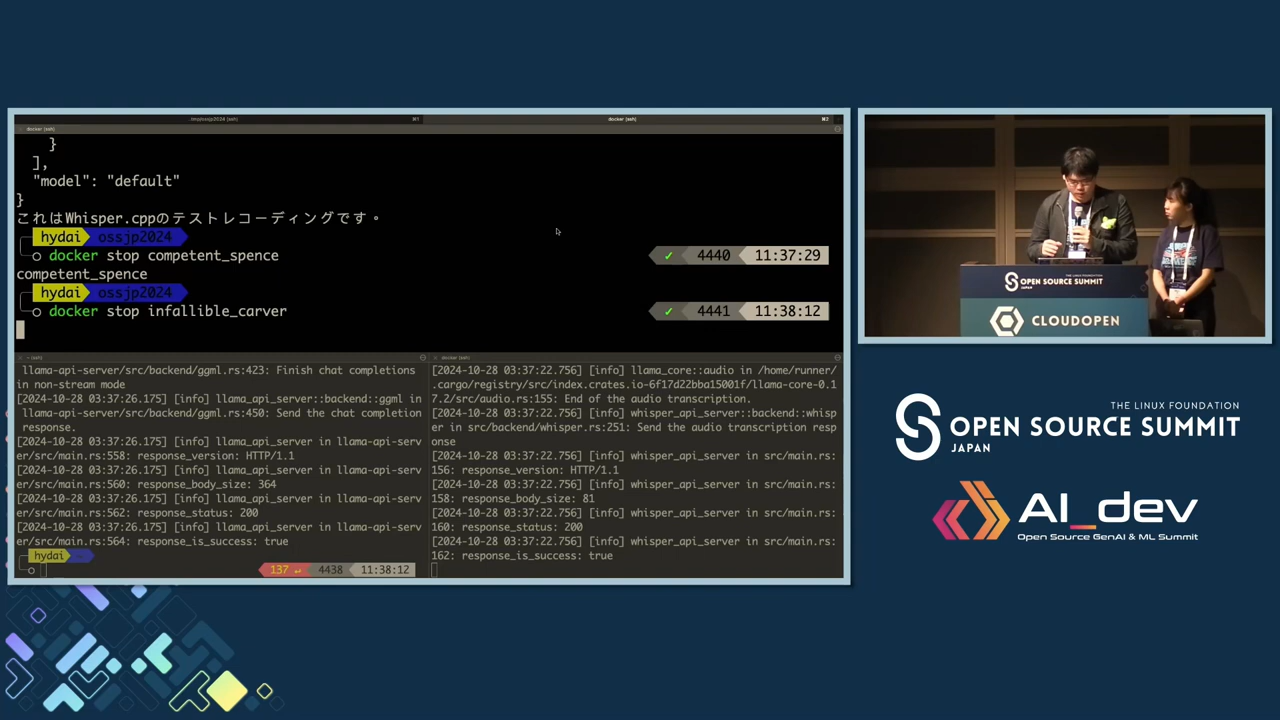 docker (ssh)
⌘1
docker (ssh)
⌘2
}
],
"model": "default"
}
これはWhisper.cppのテストレコーディングです。
hydai ossjp2024
docker stop competent_spence ✓ 4440 11:37:29
competent_spence
hydai ossjp2024
docker stop infallible_carver ✓ 4441 11:38:12
llama-api-server/src/backend/ggml.rs:423: Finish chat completions
in non-stream mode
[2024-10-28 03:37:26.175] [info] llama_api_server::backend::ggml in
llama-api-server/src/backend/ggml.rs:450: Send the chat completion
response.
[2024-10-28 03:37:26.175] [info] llama_api_server in llama-api-serv
er/src/main.rs:558: response_version: HTTP/1.1
[2024-10-28 03:37:26.175] [info] llama_api_server in llama-api-serv
er/src/main.rs:560: response_body_size: 364
[2024-10-28 03:37:26.175] [info] llama_api_server in llama-api-serv
er/src/main.rs:562: response_status: 200
[2024-10-28 03:37:26.175] [info] llama_api_server in llama-api-serv
er/src/main.rs:564: response_is_success: true
hydai ~
137 ↵ 4438 11:38:12
docker (ssh)
[2024-10-28 03:37:22.756] [info] llama_core::audio in /home/runner/
.cargo/registry/src/index.crates.io-6f17d22bba15001f/llama-core-0.1
7.2/src/audio.rs:155: End of the audio transcription.
[2024-10-28 03:37:22.756] [info] whisper_api_server::backend::whisp
er in src/backend/whisper.rs:251: Send the audio transcription resp
onse
[2024-10-28 03:37:22.756] [info] whisper_api_server in src/main.rs:
156: response_version: HTTP/1.1
[2024-10-28 03:37:22.756] [info] whisper_api_server in src/main.rs:
158: response_body_size: 81
[2024-10-28 03:37:22.756] [info] whisper_api_server in src/main.rs:
160: response_status: 200
[2024-10-28 03:37:22.756] [info] whisper_api_server in src/main.rs:
162: response_is_success: true
THE LINUX FOUNDATION
OPEN SOURCE SUMMIT
JAPAN
CLOUDOPEN
THE LINUX FOUNDATION
OPEN SOURCE SUMMIT
JAPAN
AI_dev
Open Source GenAI & ML Summit